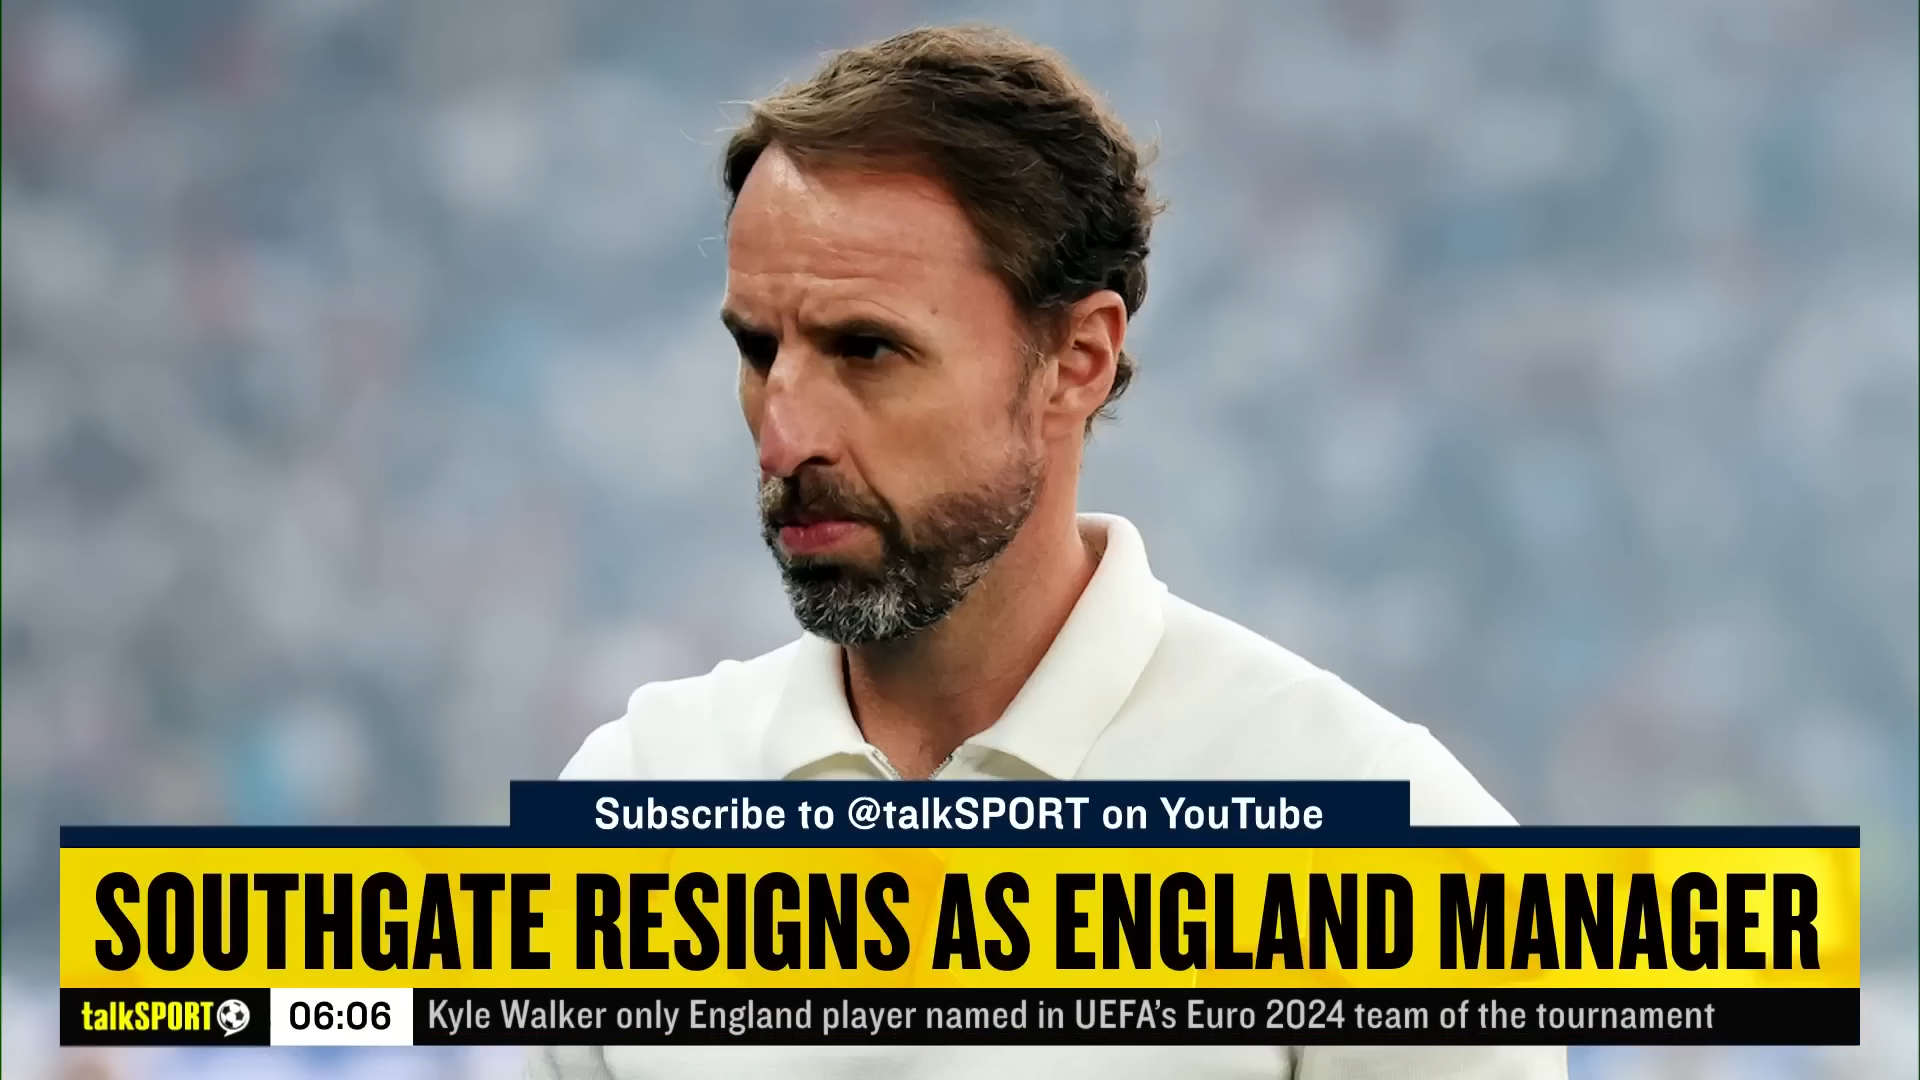 Subscribe to @talkSPORT on YouTube
SOUTHGATE RESIGNS AS ENGLAND MANAGER
talkSPORT 06:06 Kyle Walker only England player named in UEFA's Euro 2024 team of the tournament